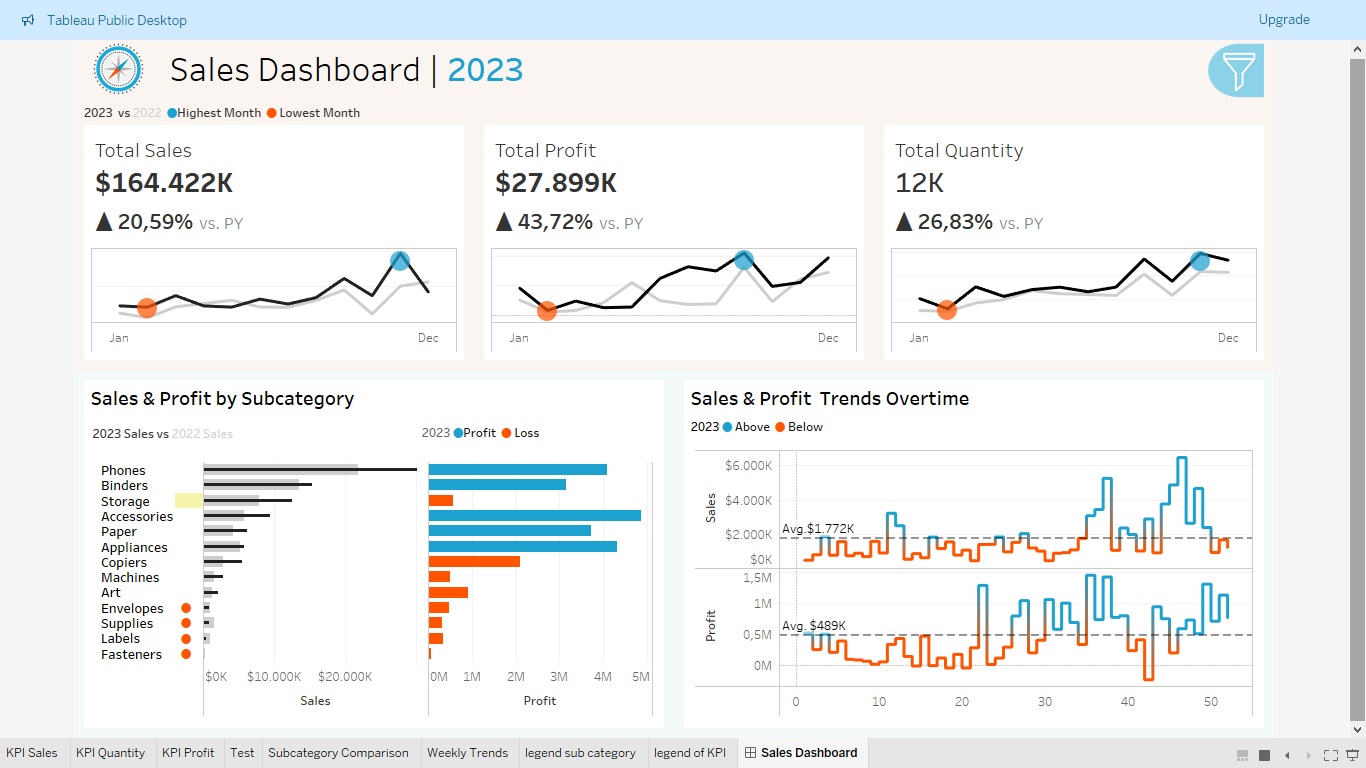 Tableau Public Desktop
Upgrade
Sales Dashboard | 2023
2023 vs 2022 Highest Month Lowest Month
Total Sales
$164.422K
▲ 20,59% vs. PY
Jan Dec
Total Profit
$27.899K
▲ 43,72% vs. PY
Jan Dec
Total Quantity
12K
▲ 26,83% vs. PY
Jan Dec
Sales & Profit by Subcategory
2023 Sales vs 2022 Sales
2023 Profit Loss
Phones
Binders
Storage
Accessories
Paper
Appliances
Copiers
Machines
Art
Envelopes
Supplies
Labels
Fasteners
$0K $10.000K $20.000K
Sales
0M 1M 2M 3M 4M 5M
Profit
Sales & Profit Trends Overtime
2023 Above Below
Sales
$6.000K
$4.000K
$2.000K
$0K
Avg.$1.772K
Profit
1,5M
1M
0,5M
0M
Avg. $489K
0 10 20 30 40 50
KPI Sales KPI Quantity KPI Profit Test Subcategory Comparison Weekly Trends legend sub category legend of KPI Sales Dashboard